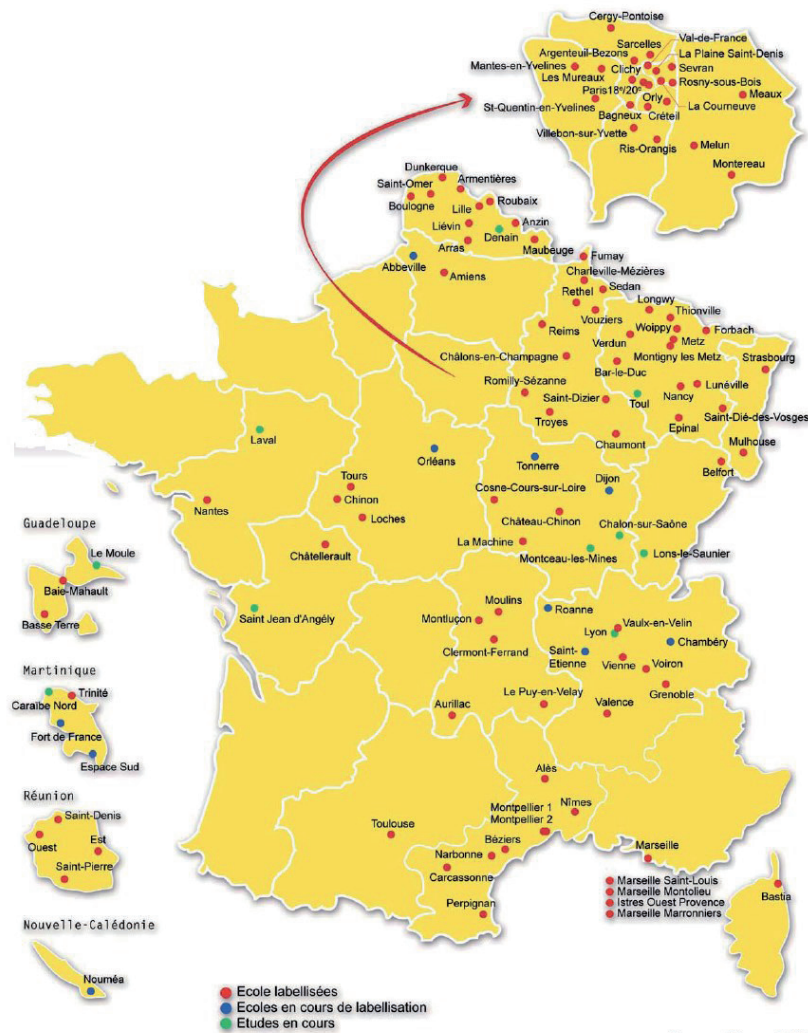 Cergy-Pontoise
Sarcelles
Val-de-France
Argenteuil-Bezons
La Plaine Saint-Denis
Mantes-en-Yvelines
Clichy
Sevran
Les Mureaux
Rosny-sous-Bois
Paris18e/20e
Meaux
St-Quentin-en-Yvelines
Orly
La Courneuve
Bagneux
Créteil
Villebon-sur-Yvette
Ris-Orangis
Melun
Montereau
Dunkerque
Armentières
Saint-Omer
Roubaix
Boulogne
Lille
Liévin
Anzin
Denain
Arras
Maubeuge
Abbeville
Fumay
Amiens
Charleville-Mézières
Sedan
Rethel
Longwy
Thionville
Vouziers
Woippy
Forbach
Reims
Verdun
Metz
Châlons-en-Champagne
Montigny les Metz
Strasbourg
Bar-le-Duc
Romilly-Sézanne
Lunéville
Saint-Dizier
Nancy
Toul
Troyes
Saint-Dié-des-Vosges
Epinal
Laval
Chaumont
Mulhouse
Orléans
Tonnerre
Belfort
Dijon
Tours
Cosne-Cours-sur-Loire
Chinon
Nantes
Loches
Château-Chinon
Chalon-sur-Saône
Guadeloupe
La Machine
Le Moule
Châtellerault
Montceau-les-Mines
Lons-le-Saunier
Baie-Mahault
Moulins
Roanne
Saint Jean d'Angély
Montluçon
Vaulx-en-Velin
Basse Terre
Lyon
Chambéry
Clermont-Ferrand
Saint-
Etienne
Martinique
Vienne
Voiron
Trinité
Grenoble
Caraïbe Nord
Le Puy-en-Velay
Aurillac
Valence
Fort de France
Espace Sud
Alès
Réunion
Montpellier 1
Nîmes
Saint-Denis
Montpellier 2
Toulouse
Est
Ouest
Béziers
Marseille
Narbonne
Saint-Pierre
Carcassonne
Marseille Saint-Louis
Marseille Montolieu
Bastia
Istres Ouest Provence
Perpignan
Marseille Marronniers
Nouvelle-Calédonie
Nouméa
Ecole labellisées
Ecoles en cours de labellisation
Etudes en cours